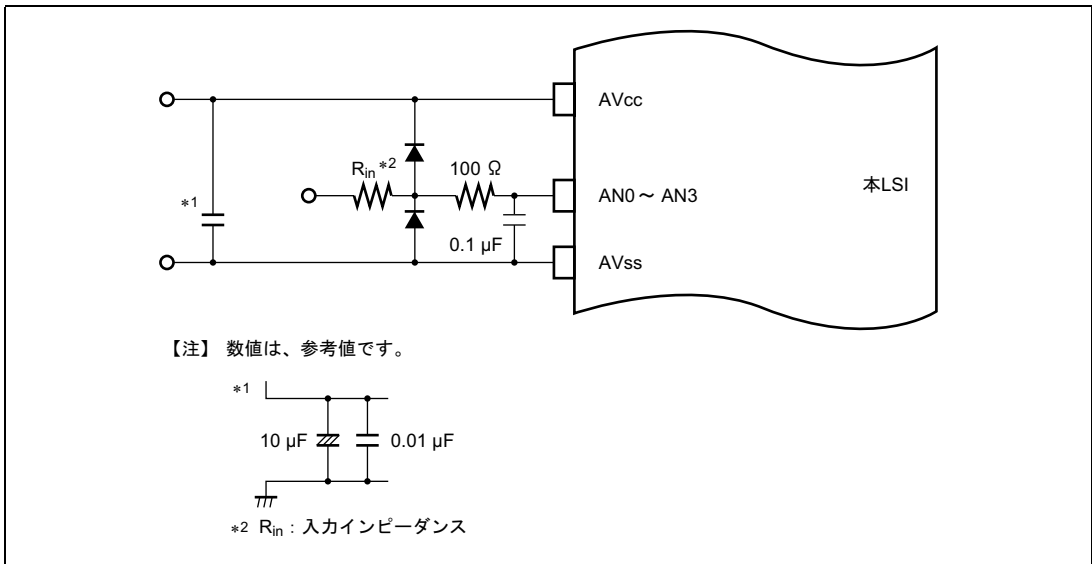 AVcc
Rin *2
100 Ω
*1
AN0 ~ AN3
本LSI
0.1 µF
AVss
【注】 数値は、参考値です。
*1
10 µF
0.01 µF
*2 Rin : 入力インピーダンス